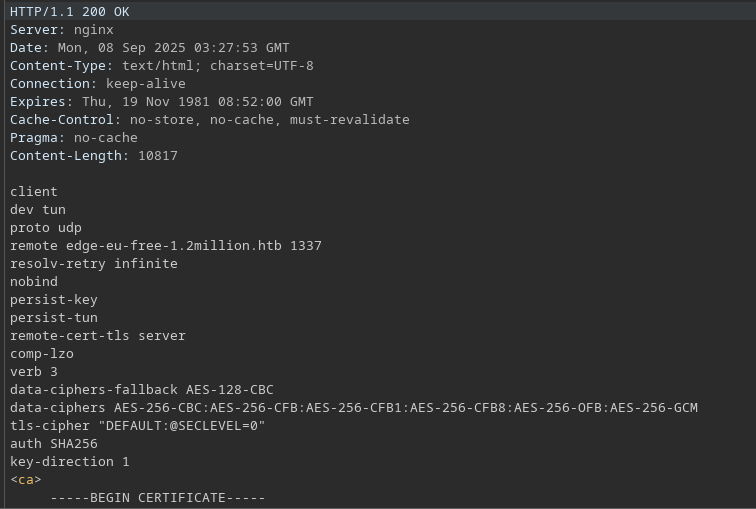 HTTP/1.1 200 OK
Server: nginx
Date: Mon, 08 Sep 2025 03:27:53 GMT
Content-Type: text/html; charset=UTF-8
Connection: keep-alive
Expires: Thu, 19 Nov 1981 08:52:00 GMT
Cache-Control: no-store, no-cache, must-revalidate
Pragma: no-cache
Content-Length: 10817

client
dev tun
proto udp
remote edge-eu-free-1.2million.htb 1337
resolv-retry infinite
nobind
persist-key
persist-tun
remote-cert-tls server
comp-lzo
verb 3
data-ciphers-fallback AES-128-CBC
data-ciphers AES-256-CBC:AES-256-CFB:AES-256-CFB1:AES-256-CFB8:AES-256-OFB:AES-256-GCM
tls-cipher "DEFAULT:@SECLEVEL=0"
auth SHA256
key-direction 1
<ca>
-----BEGIN CERTIFICATE-----